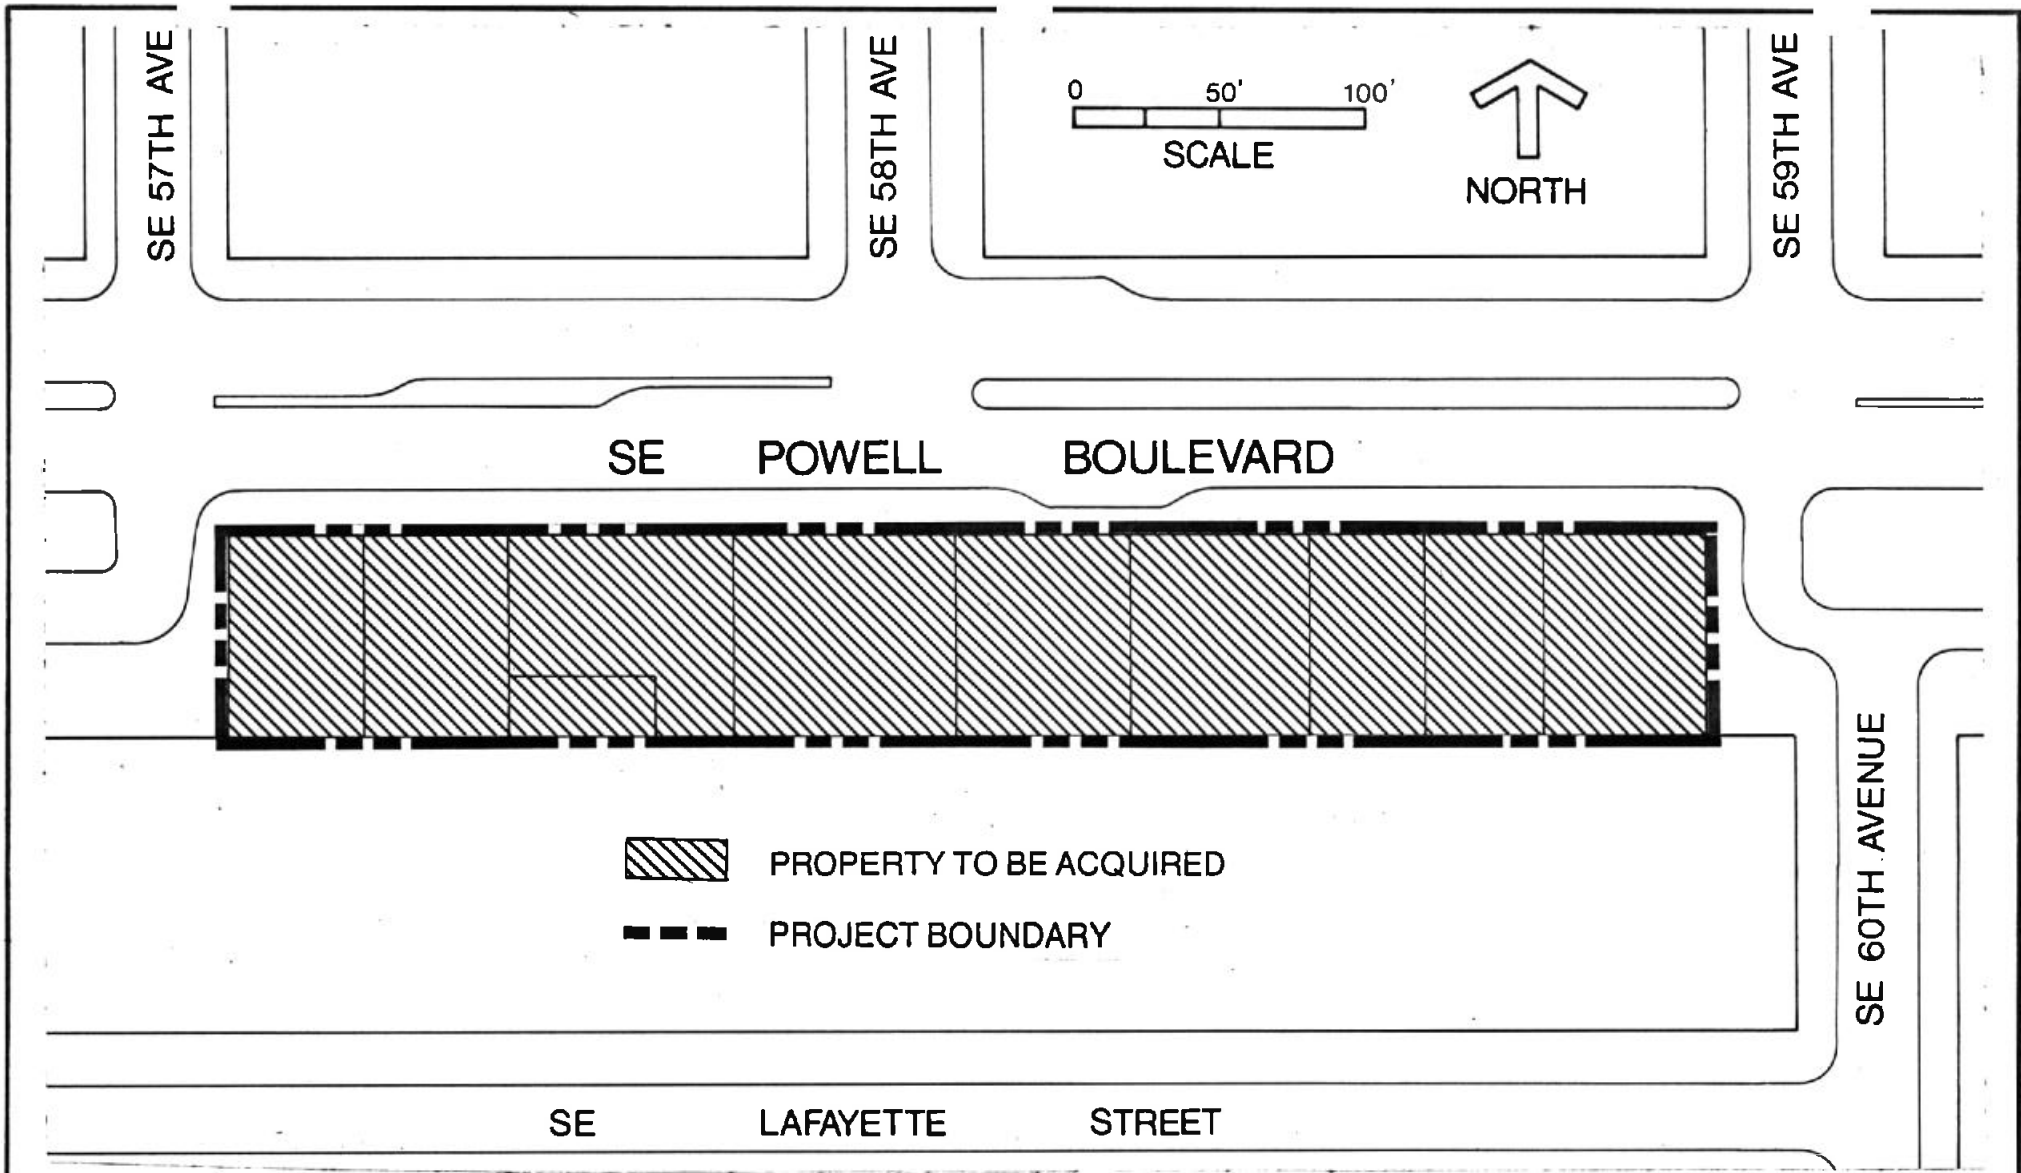 SE 57TH AVE
SE 58TH AVE
SE 59TH AVE
0 50' 100'
SCALE
NORTH
SE POWELL BOULEVARD
PROPERTY TO BE ACQUIRED
PROJECT BOUNDARY
SE 60TH AVENUE
SE LAFAYETTE STREET